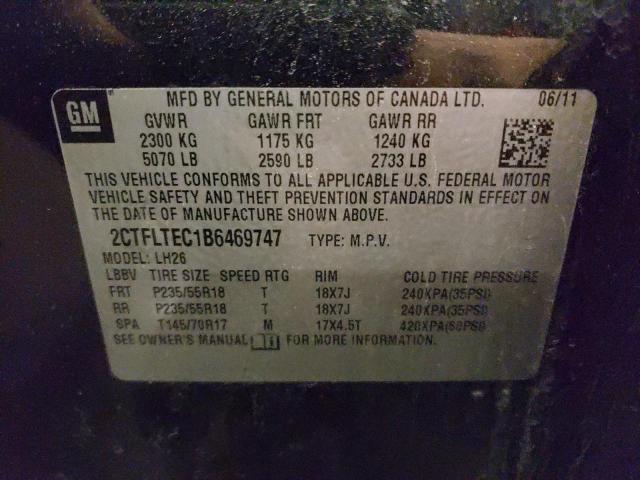 GM
MFD BY GENERAL MOTORS OF CANADA LTD. 06/11
GVWR GAWR FRT GAWR RR
2300 KG 1175 KG 1240 KG
5070 LB 2590 LB 2733 LB
THIS VEHICLE CONFORMS TO ALL APPLICABLE U.S. FEDERAL MOTOR
VEHICLE SAFETY AND THEFT PREVENTION STANDARDS IN EFFECT ON
THE DATE OF MANUFACTURE SHOWN ABOVE.
2CTFLTEC1B6469747 TYPE: M.P.V.
MODEL: LH26
LBBV TIRE SIZE SPEED RTG RIM COLD TIRE PRESSURE
FRT P235/55R18 T 18X7J 240KPA(35PSI)
RR P235/55R18 T 18X7J 240KPA(35PSI)
SPA T145/70R17 M 17X4.5T 420KPA(60PSI)
SEE OWNER'S MANUAL FOR MORE INFORMATION.